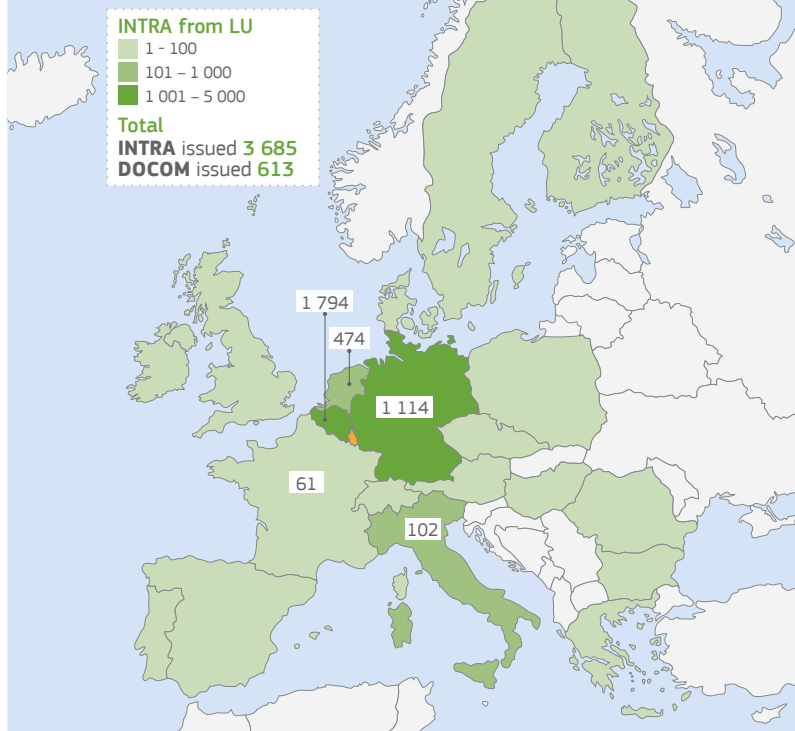 INTRA from LU
1 - 100
101 – 1 000
1 001 – 5 000
Total
INTRA issued 3 685
DOCOM issued 613
1 794
474
1 114
61
102